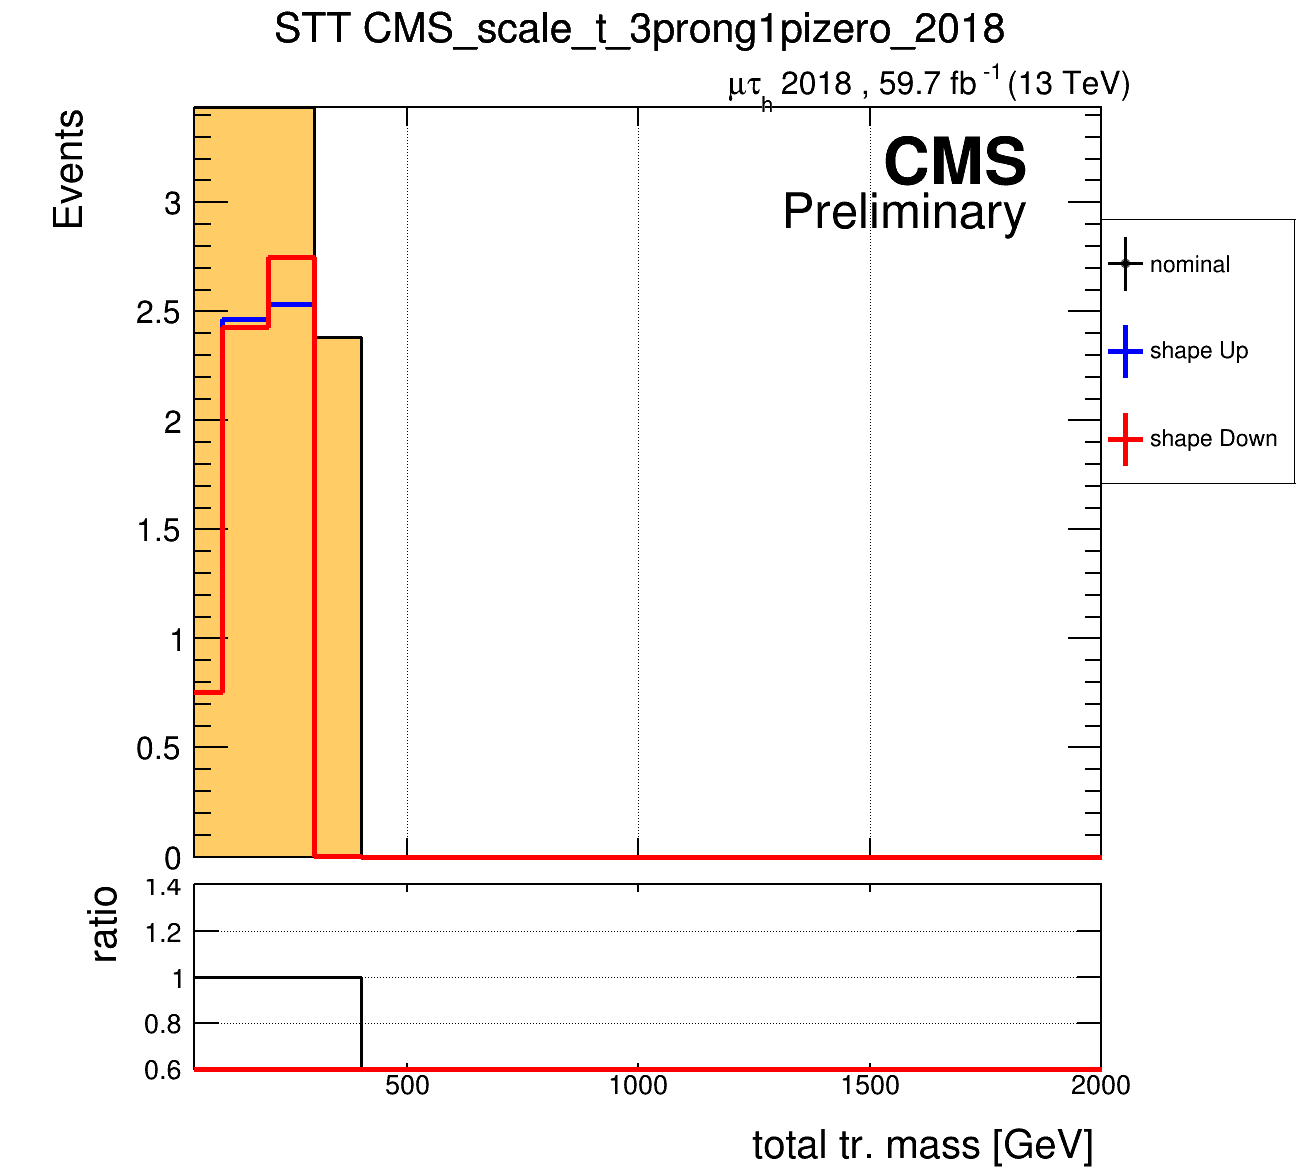 STT CMS_scale_t_3prong1pizero_2018
μτh 2018 , 59.7 fb-1 (13 TeV)
Events
CMS
Preliminary
3
2.5
2
1.5
1
0.5
0
nominal
shape Up
shape Down
ratio
1.4
1.2
1
0.8
0.6
500 1000 1500 2000
total tr. mass [GeV]